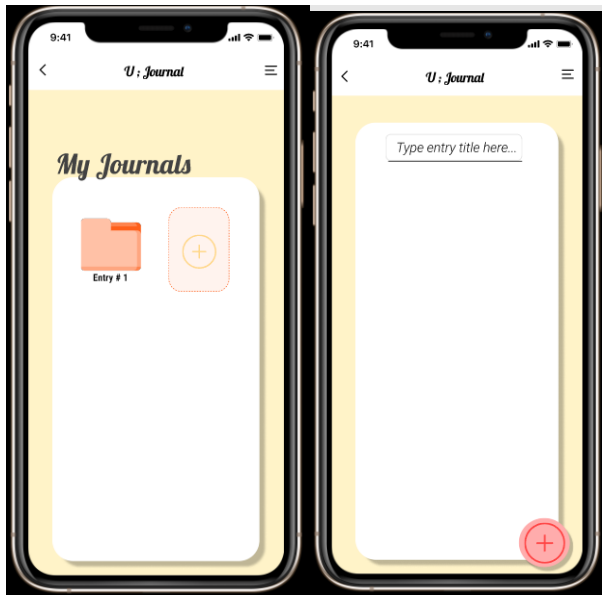 9:41
U ; Journal
My Journals
Entry # 1
9:41
U ; Journal
Type entry title here...